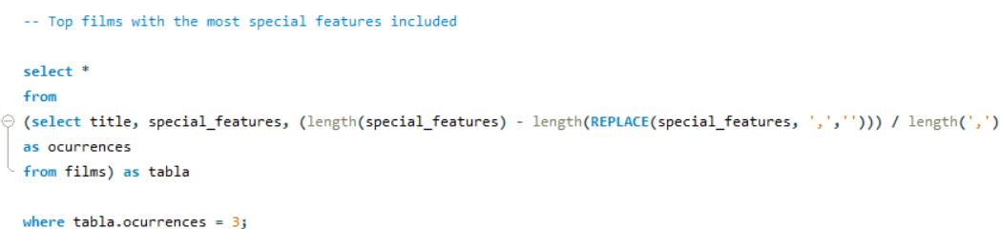 -- Top films with the most special features included
select *
from
(select title, special_features, (length(special_features) - length(REPLACE(special_features, ',',''))) / length(',')
as ocurrences
from films) as tabla
where tabla.ocurrences = 3;